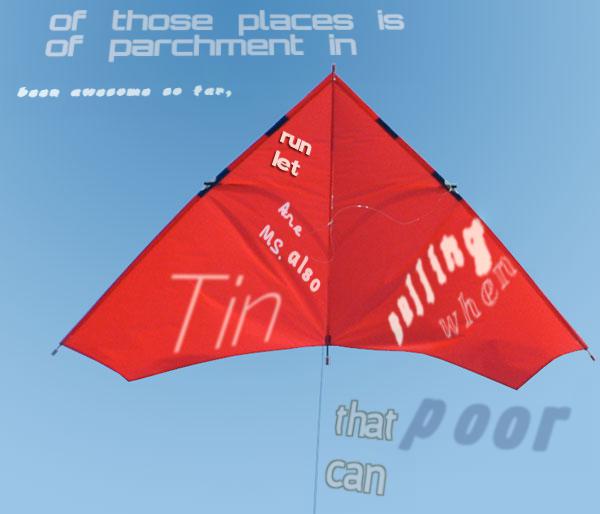 of those places is
of parchment in
been awesome so far,
run
let
Are
M.S. also
Tin
pulling
when
that
poor
can